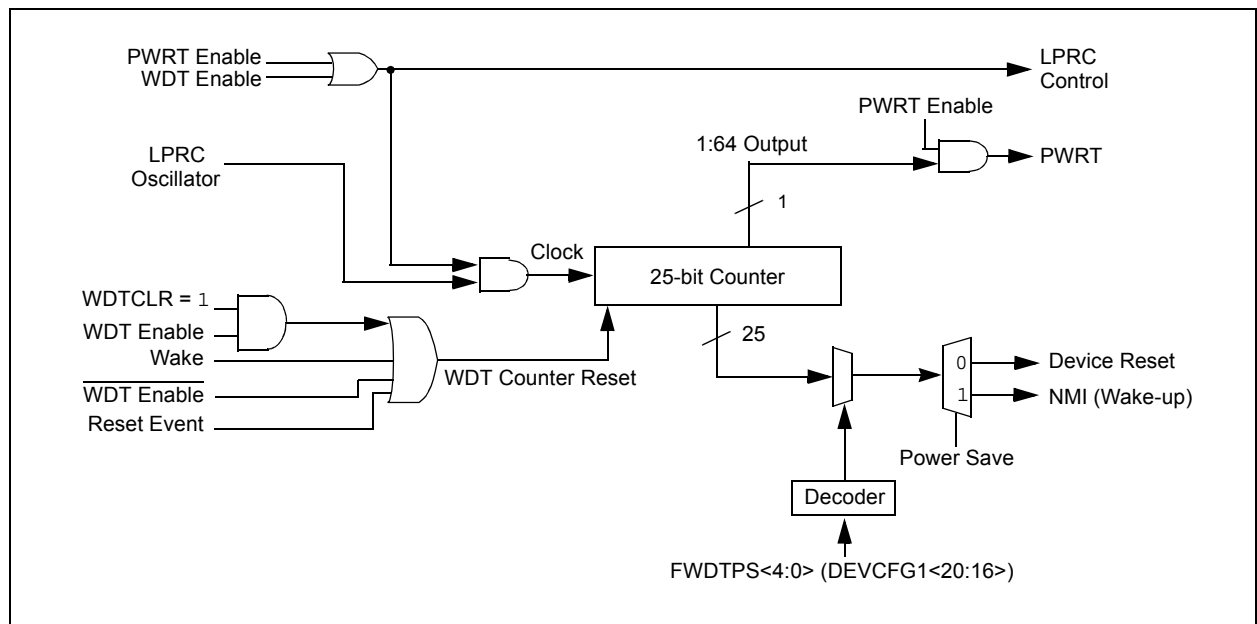 PWRT Enable
WDT Enable
LPRC
Control
PWRT Enable
1:64 Output
PWRT
LPRC
Oscillator
1
Clock
25-bit Counter
WDTCLR = 1
WDT Enable
Wake
WDT Enable
Reset Event
WDT Counter Reset
25
0
1
Device Reset
NMI (Wake-up)
Power Save
Decoder
FWDTPS<4:0> (DEVCFG1<20:16>)